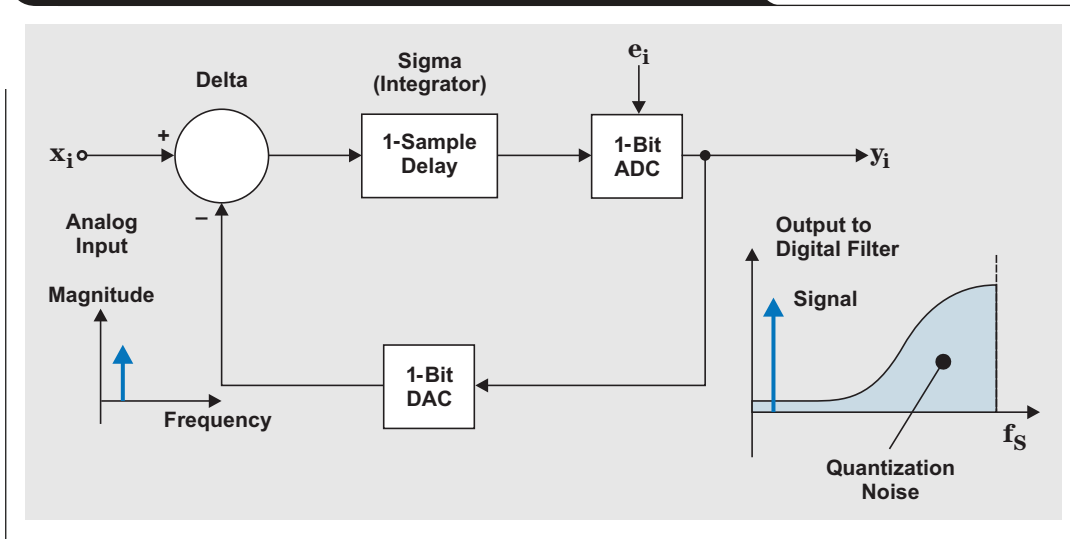 e_i
Sigma
(Integrator)
Delta
+
x_i
1-Sample
Delay
1-Bit
ADC
y_i
–
Analog
Input
Output to
Digital Filter
Magnitude
Signal
1-Bit
DAC
Frequency
f_S
Quantization
Noise